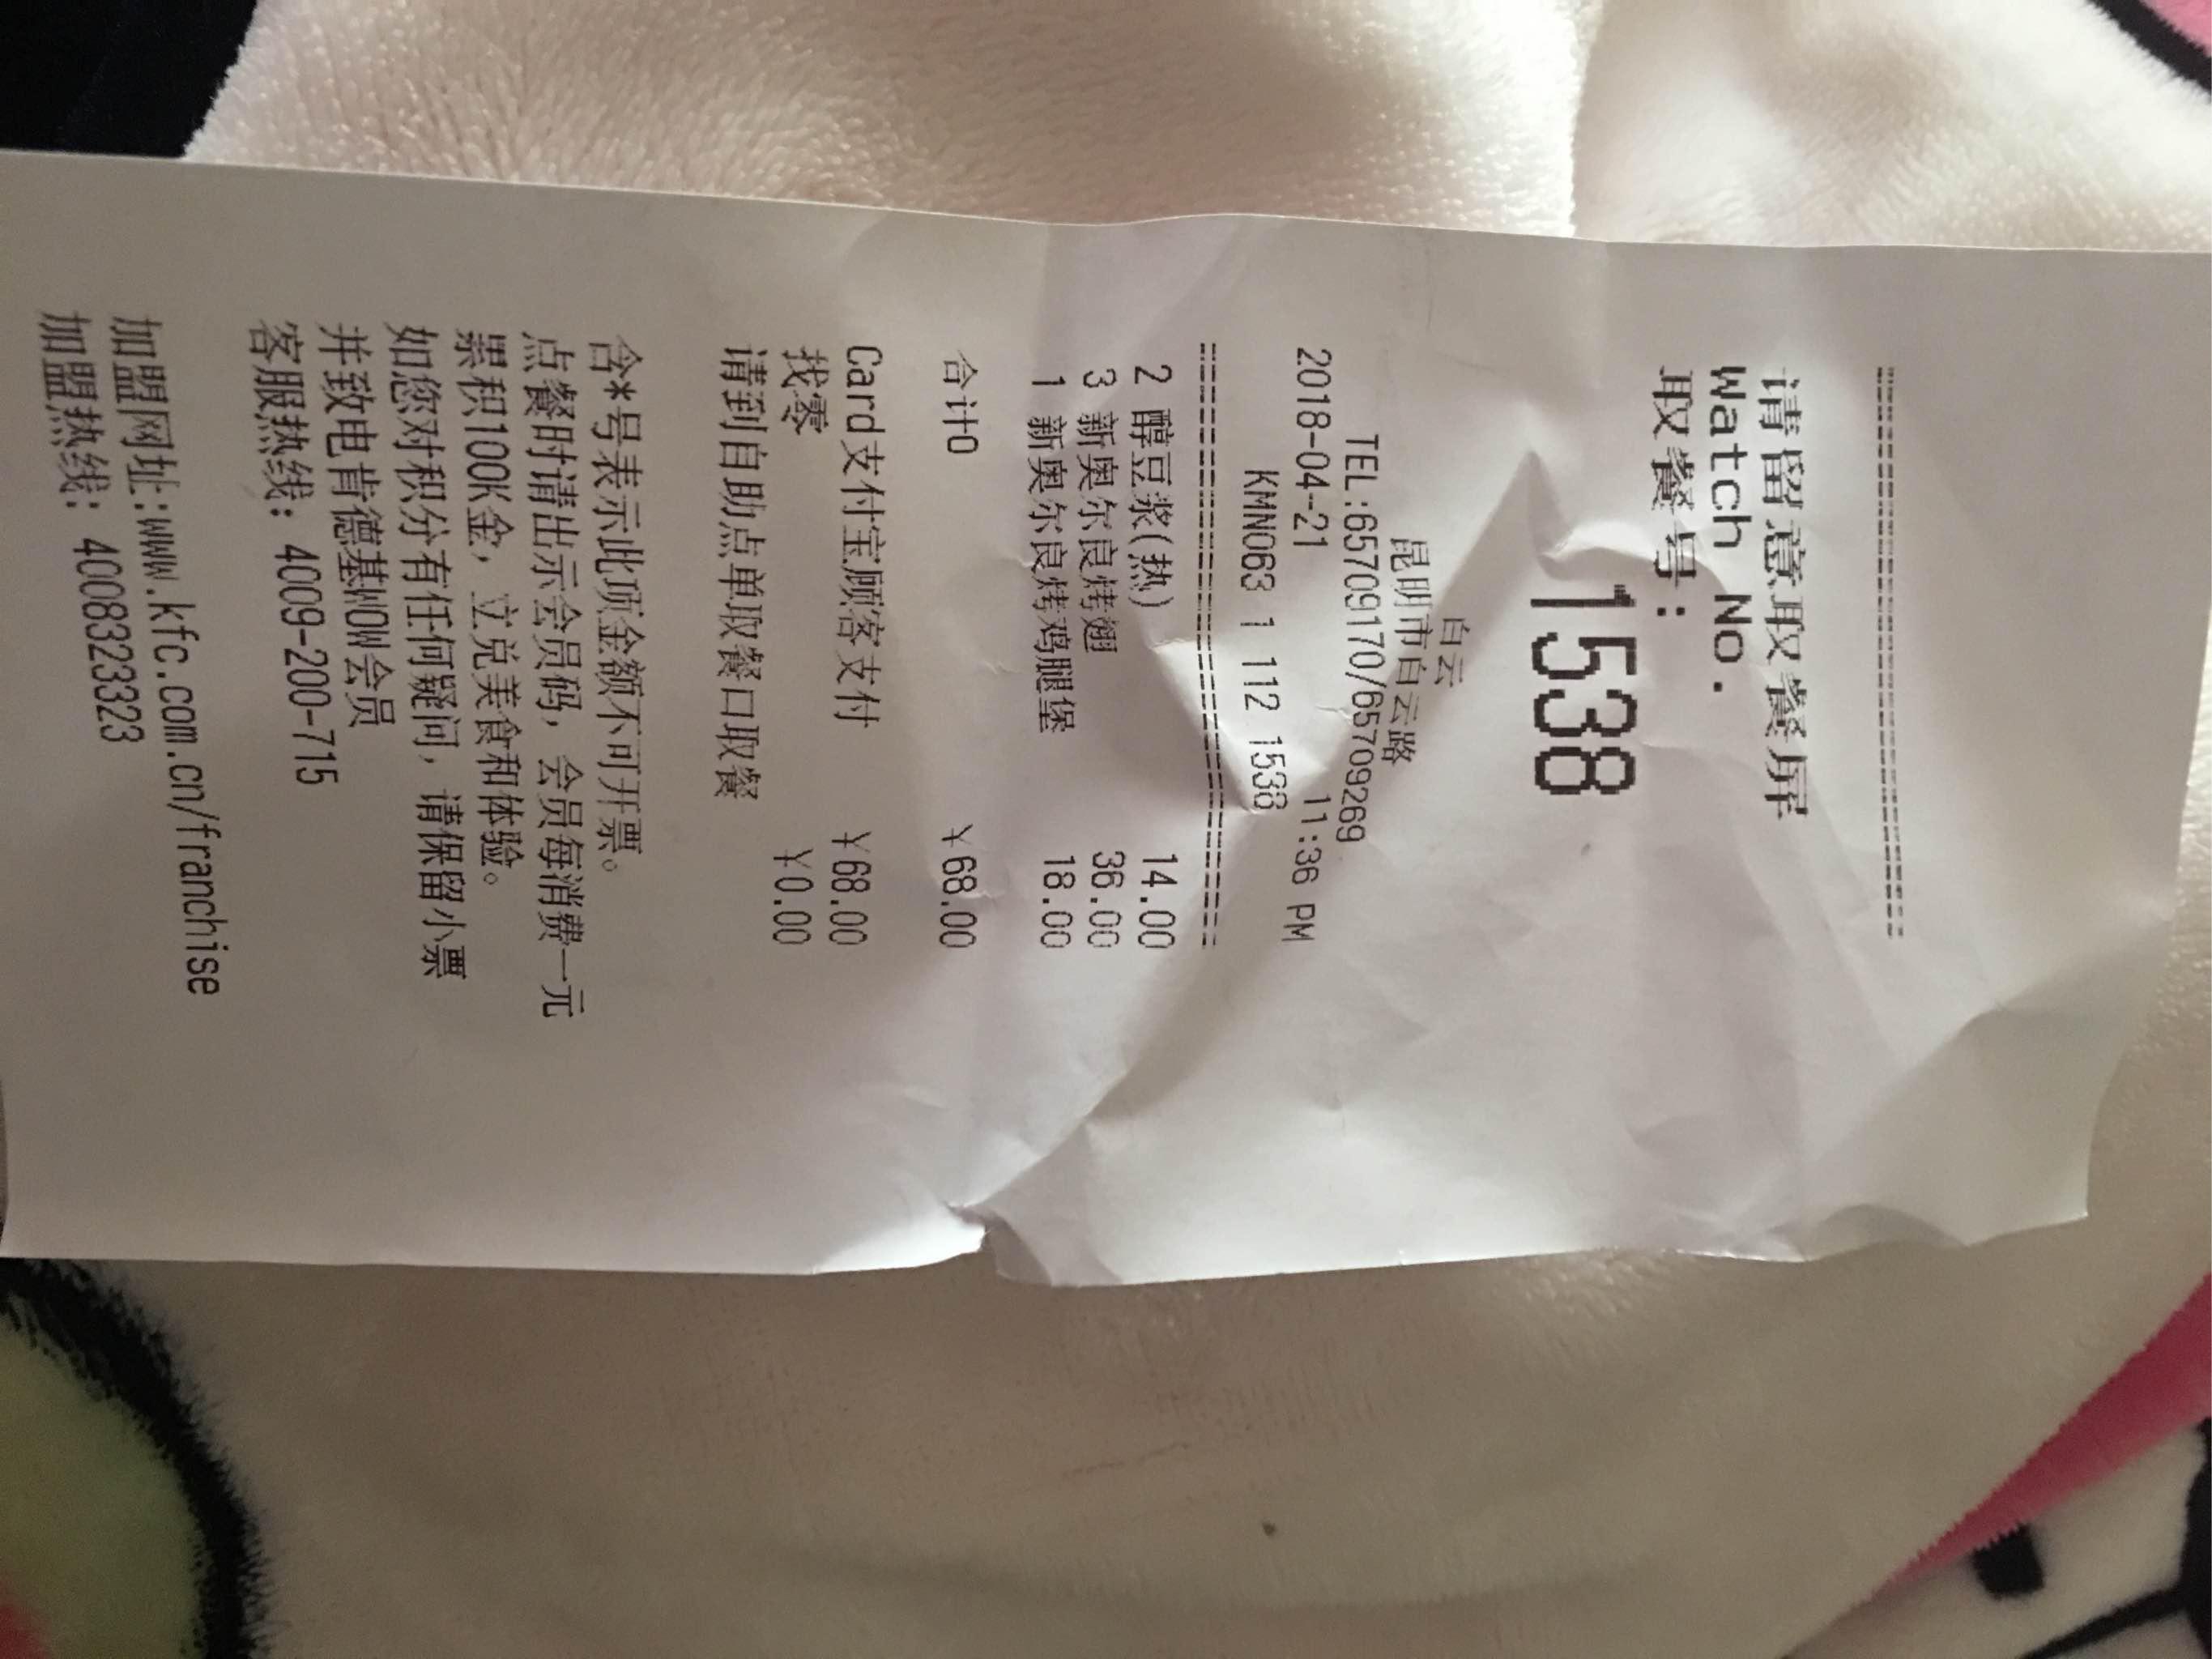 请留意取餐屏
Watch No.
取餐号:
1538
白云
昆明市白云路
TEL:65709170/65709269
2018-04-21 11:36 PM
KMN063 1 112 1538
2 醇豆浆(热) 14.00
3 新奥尔良烤翅 36.00
1 新奥尔良烤鸡腿堡 18.00
合计0 ¥68.00
Card支付宝顾客支付 ¥68.00
找零 ¥0.00
请到自助点单取餐口取餐
含*号表示此项金额不可开票。
点餐时请出示会员码，会员每消费一元
累积100K金，立兑美食和体验。
如您对积分有任何疑问，请保留小票
并致电肯德基WOW会员
客服热线：4009-200-715
加盟网址:www.kfc.com.cn/franchise
加盟热线：4008323323